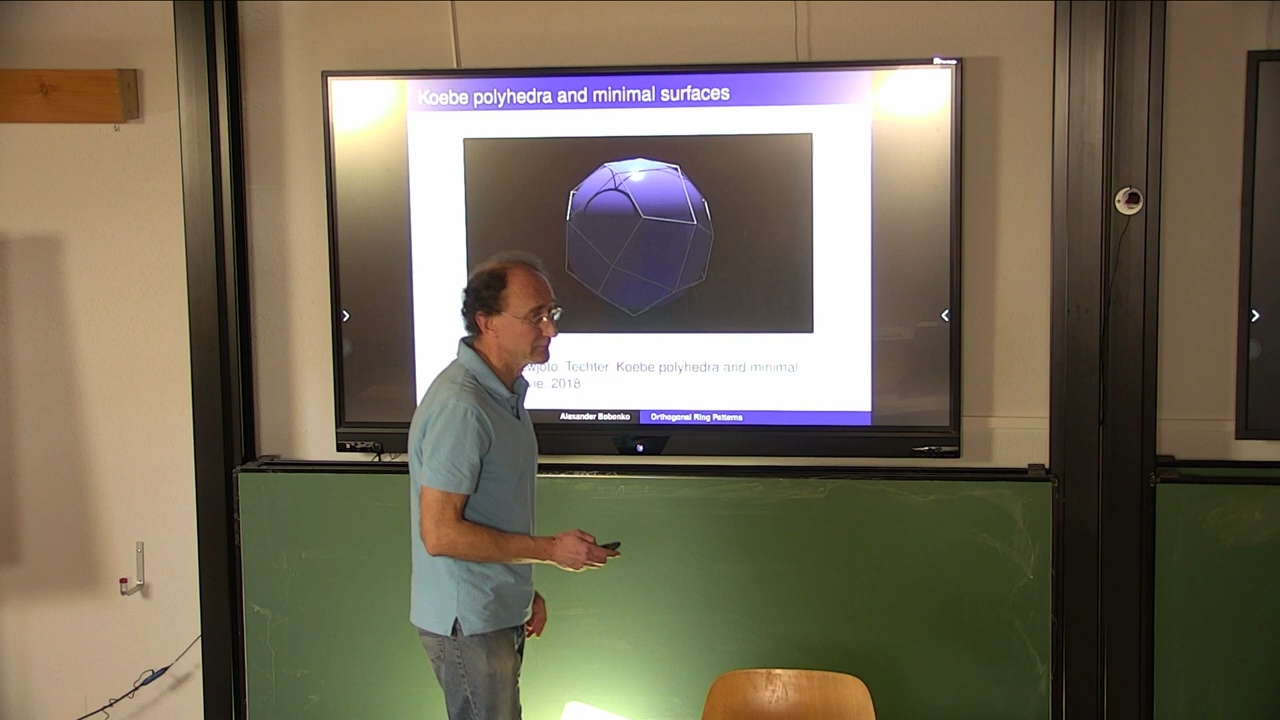 Koebe polyhedra and minimal surfaces
Techter. Koebe polyhedra and minimal
2018
Alexander Bobenko
Orthogonal Ring Patterns